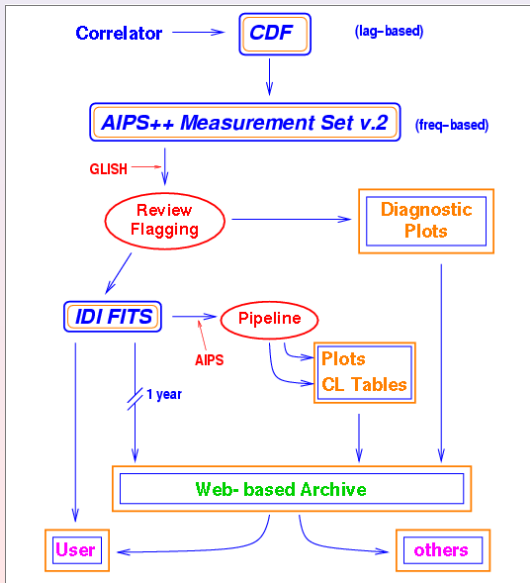 Correlator
CDF
(lag-based)
AIPS++ Measurement Set v.2
(freq-based)
GLISH
Review
Flagging
Diagnostic
Plots
IDI FITS
Pipeline
AIPS
Plots
CL Tables
1 year
Web- based Archive
User
others